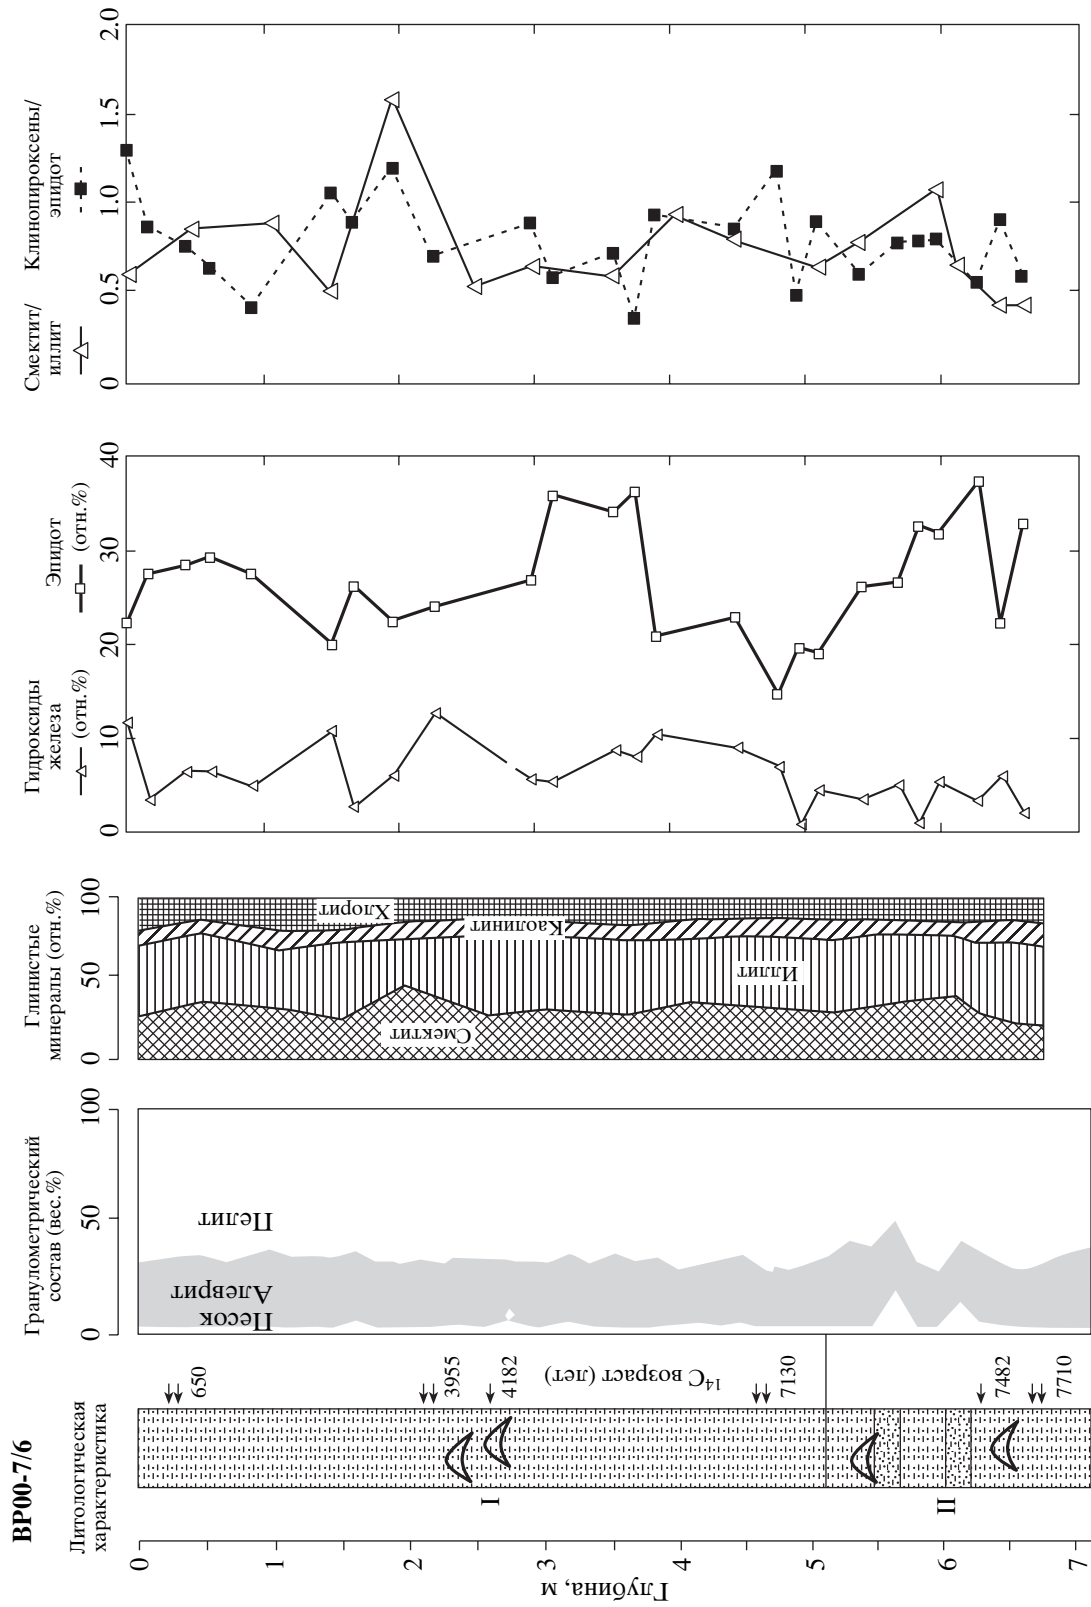 BP00-7/6
Литологическая
характеристика
Гранулометрический
состав (вес.%)
0
50
100
Глинистые
минералы (отн.%)
0
50
100
Гидроксиды
железа
(отн.%)
Эпидот
(отн.%)
0
10
20
30
40
Смектит/
иллит
Клинопироксены/
эпидот
0
0.5
1.0
1.5
2.0
Глубина, м
0
1
2
3
4
5
6
7
I
II
650
3955
4182
7130
7482
7710
¹⁴C возраст (лет)
Песок
Алеврит
Пелит
Смектит
Иллит
Каолинит
Хлорит